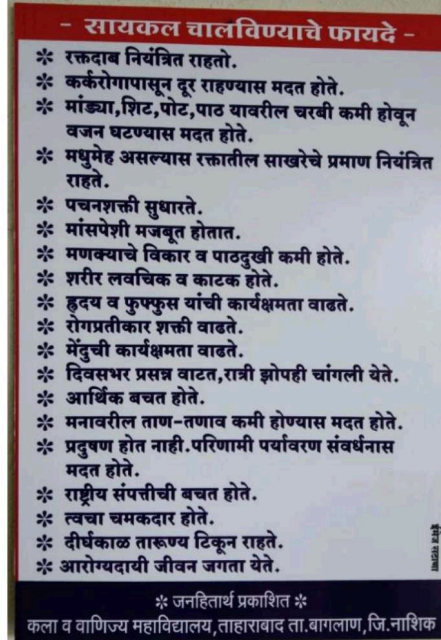 - सायकल चालविण्याचे फायदे -
✽ रक्तदाब नियंत्रित राहतो.
✽ कर्करोगापासून दूर राहण्यास मदत होते.
✽ मांड्या,शिट,पोट,पाठ यावरील चरबी कमी होवून
वजन घटण्यास मदत होते.
✽ मधुमेह असल्यास रक्तातील साखरेचे प्रमाण नियंत्रित
राहते.
✽ पचनशक्ती सुधारते.
✽ मांसपेशी मजबूत होतात.
✽ मणक्याचे विकार व पाठदुखी कमी होते.
✽ शरीर लवचिक व काटक होते.
✽ हृदय व फुफ्फुस यांची कार्यक्षमता वाढते.
✽ रोगप्रतीकार शक्ती वाढते.
✽ मेंदुची कार्यक्षमता वाढते.
✽ दिवसभर प्रसन्न वाटत,रात्री झोपही चांगली येते.
✽ आर्थिक बचत होते.
✽ मनावरील ताण-तणाव कमी होण्यास मदत होते.
✽ प्रदुषण होत नाही.परिणामी पर्यावरण संवर्धनास
मदत होते.
✽ राष्ट्रीय संपत्तीची बचत होते.
✽ त्वचा चमकदार होते.
✽ दीर्घकाळ तारूण्य टिकून राहते.
✽ आरोग्यदायी जीवन जगता येते.
✽ जनहितार्थ प्रकाशित ✽
कला व वाणिज्य महाविद्यालय,ताहाराबाद ता.बागलाण,जि.नाशिक